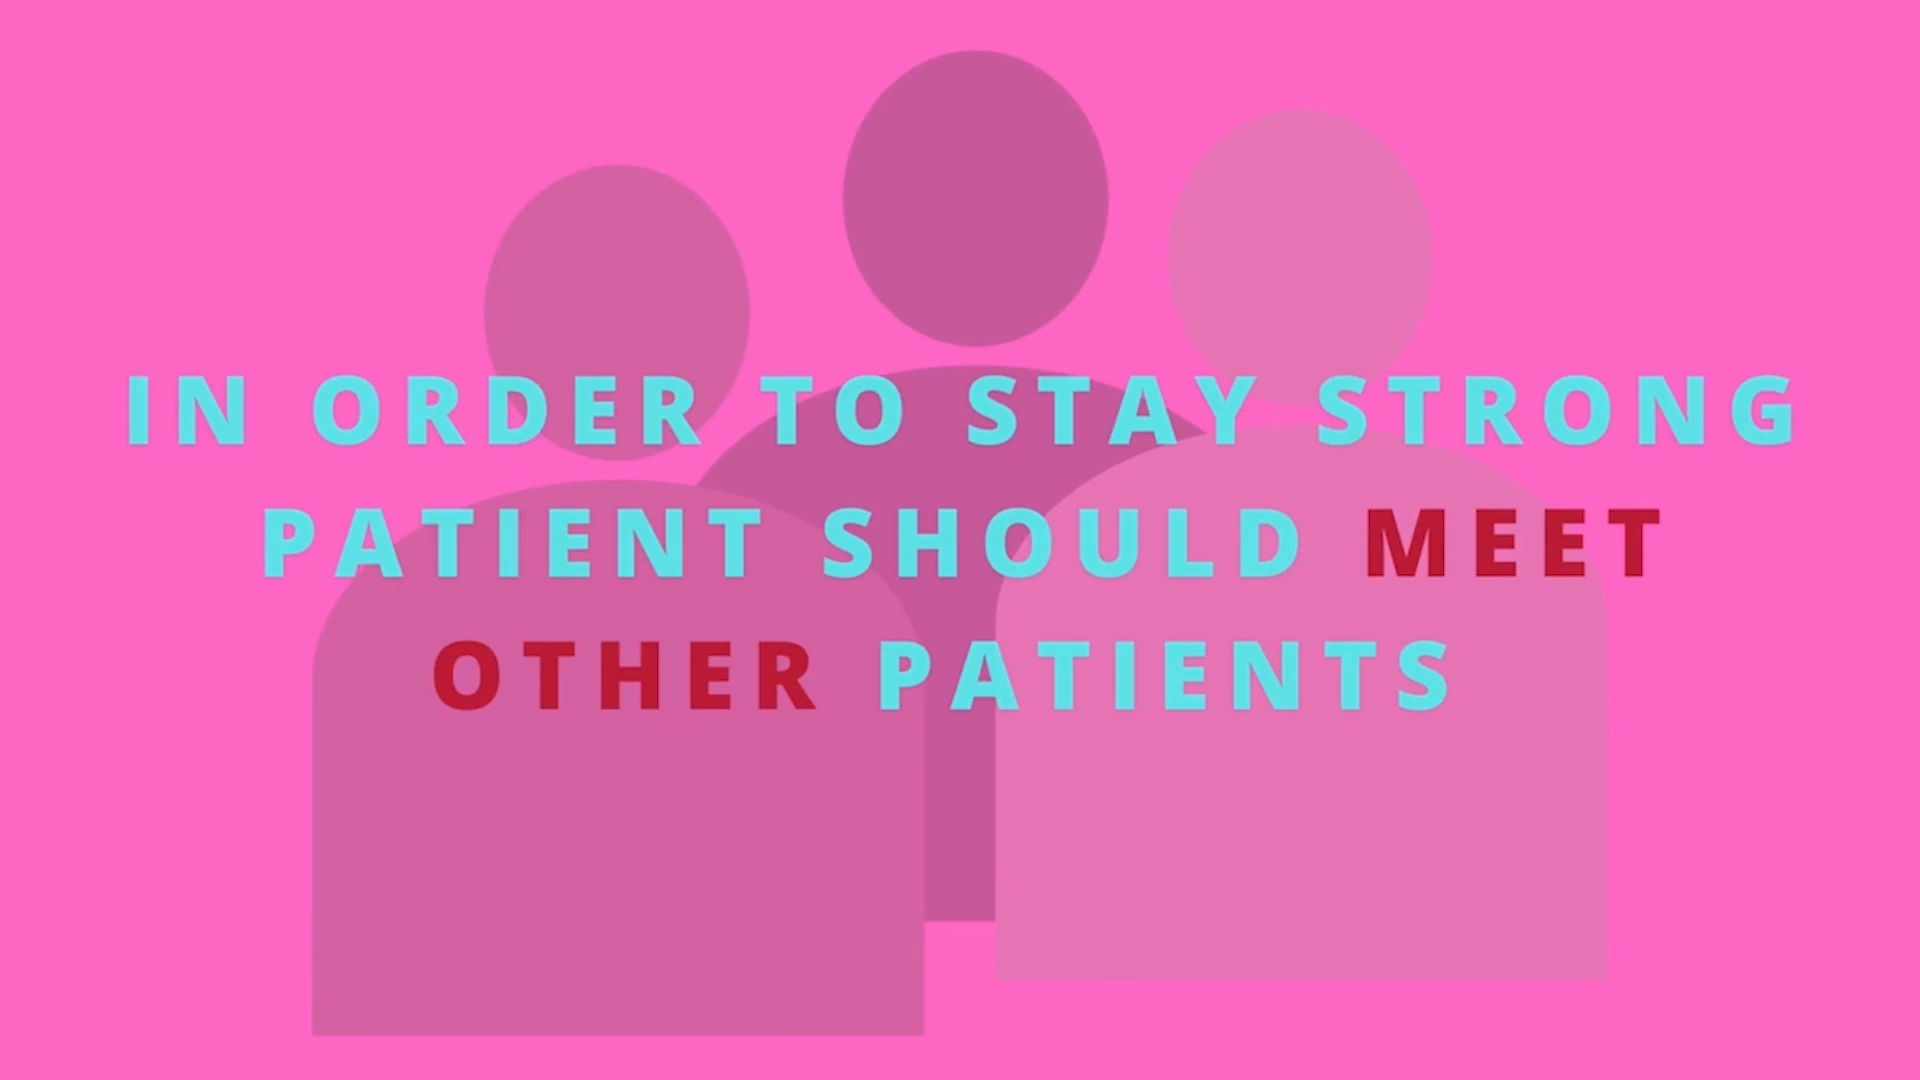 IN ORDER TO STAY STRONG
PATIENT SHOULD MEET
OTHER PATIENTS